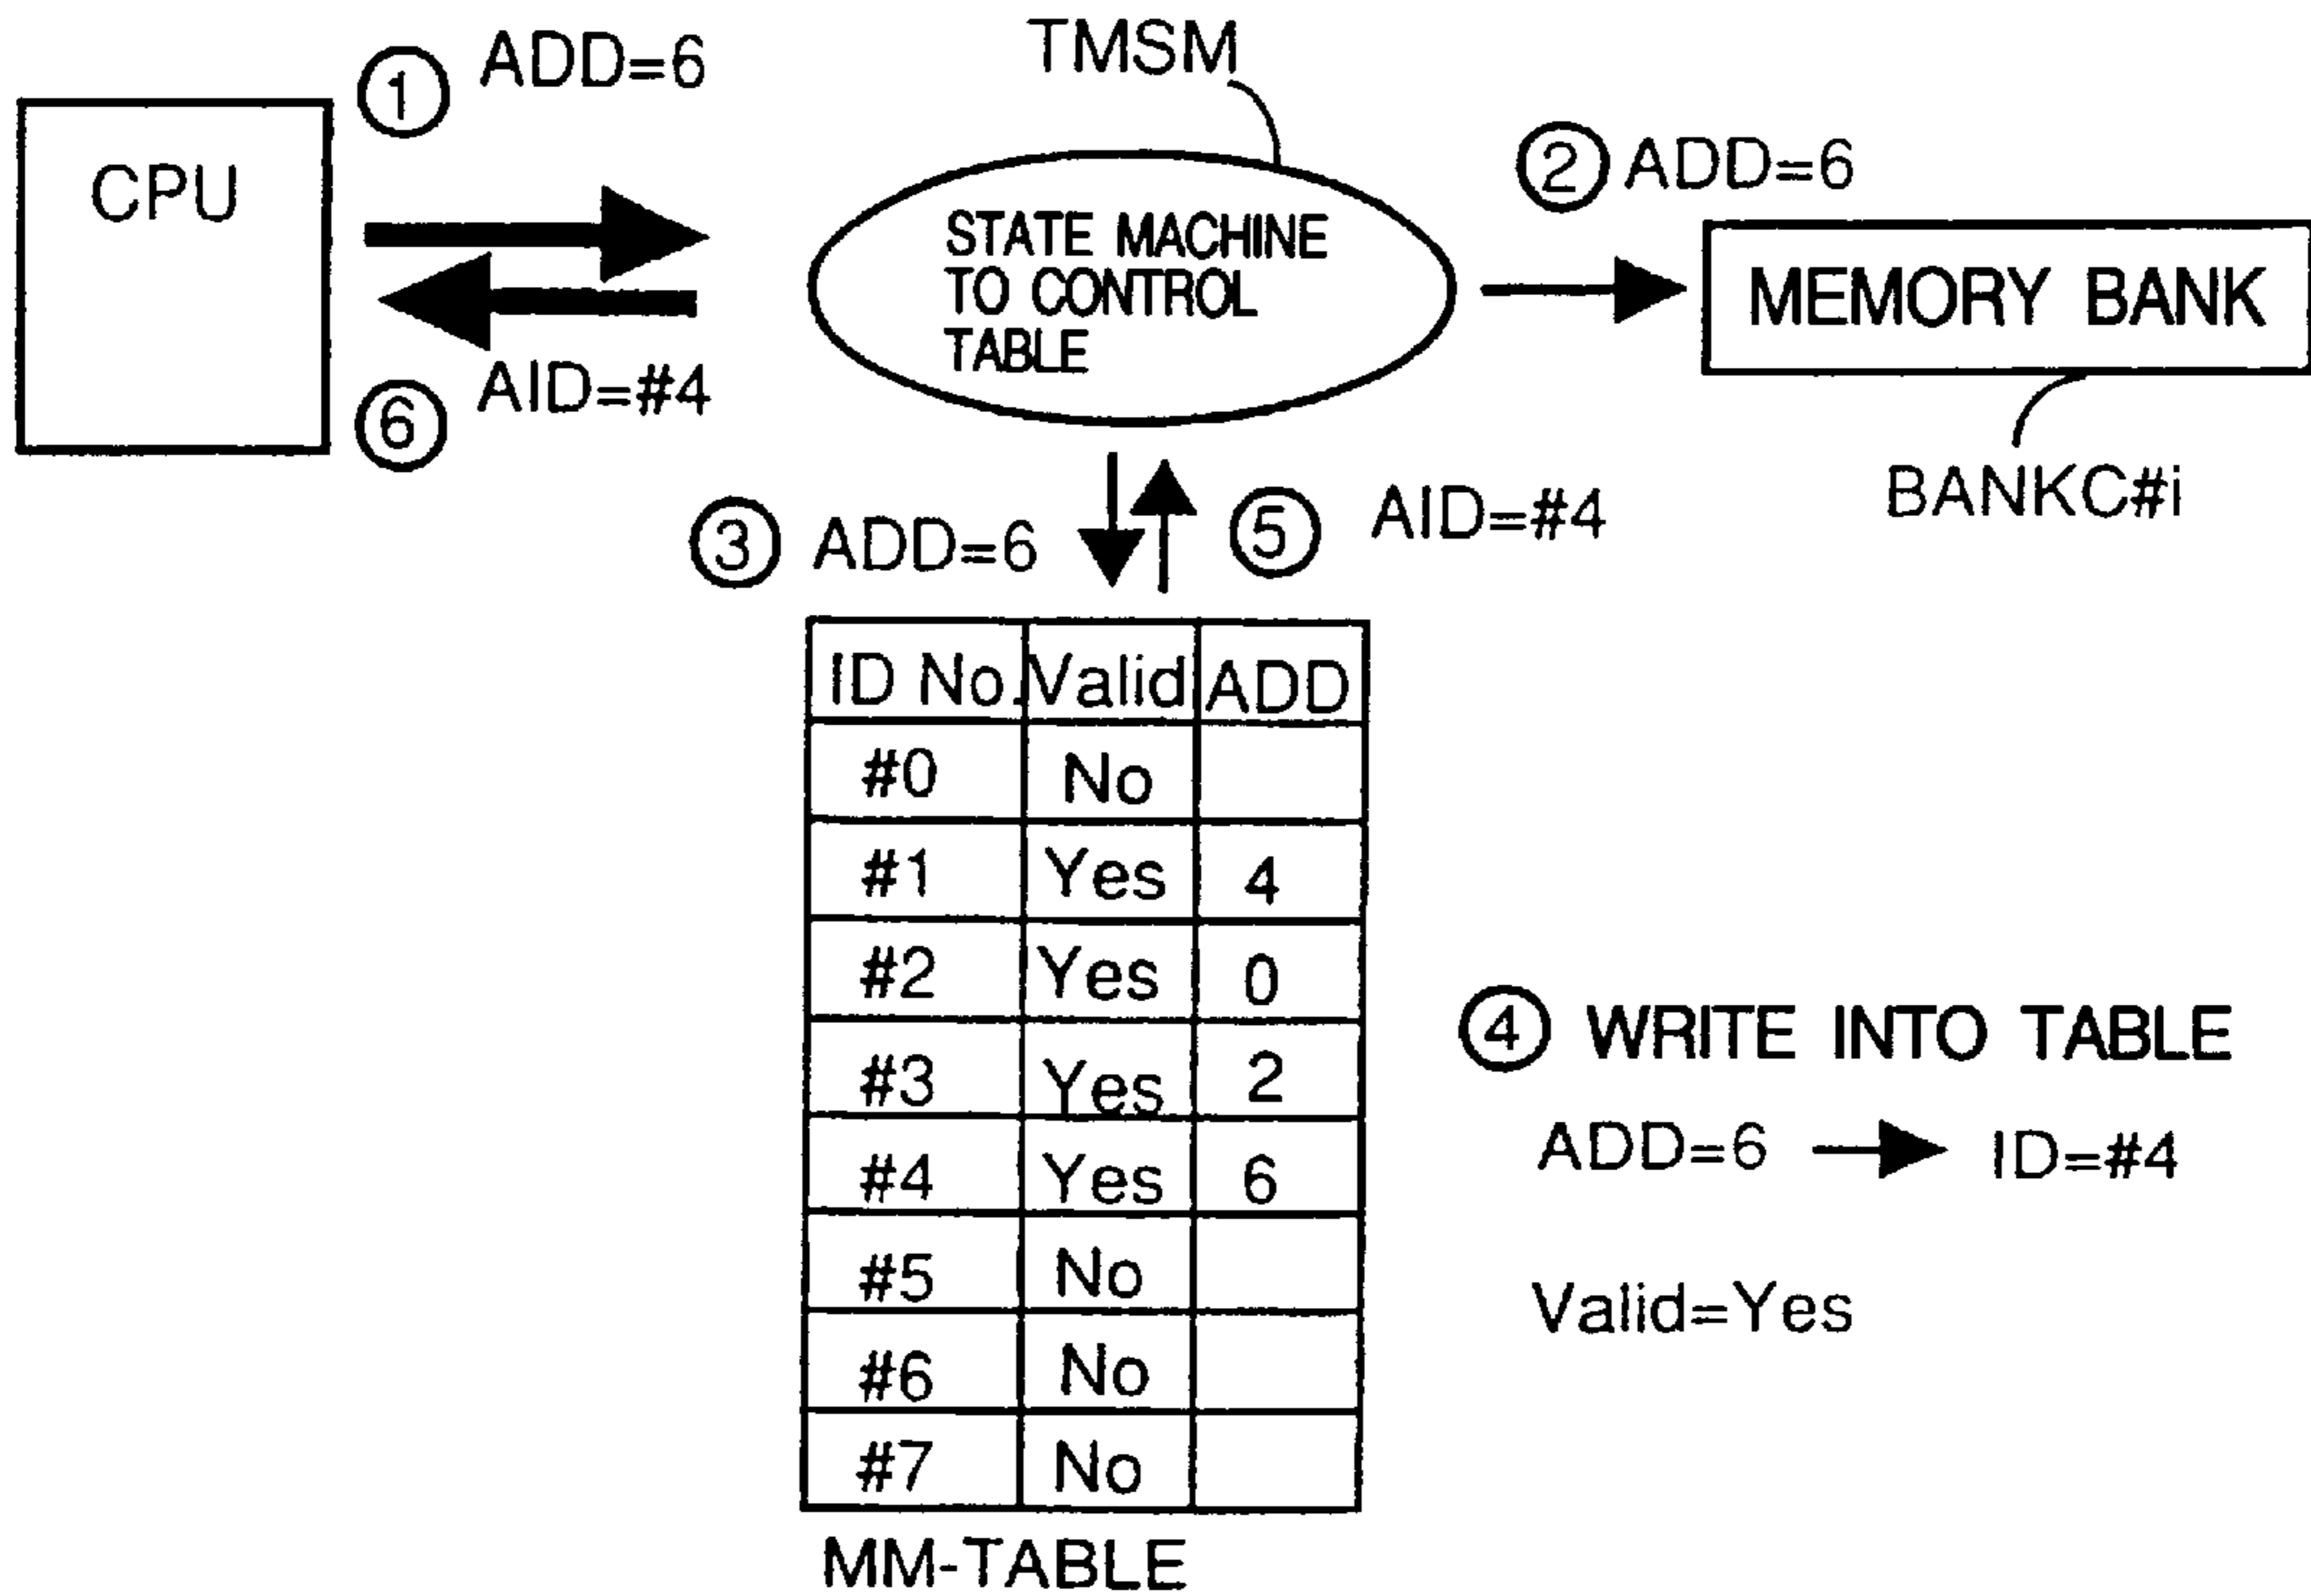 TMSM
① ADD=6
CPU
② ADD=6
STATE MACHINE
TO CONTROL
TABLE
MEMORY BANK
⑥ AID=#4
BANKC#i
③ ADD=6
⑤ AID=#4
ID No. Valid ADD
#0 No
#1 Yes 4
#2 Yes 0
#3 Yes 2
#4 Yes 6
#5 No
#6 No
#7 No
MM-TABLE
④ WRITE INTO TABLE
ADD=6 → ID=#4
Valid=Yes